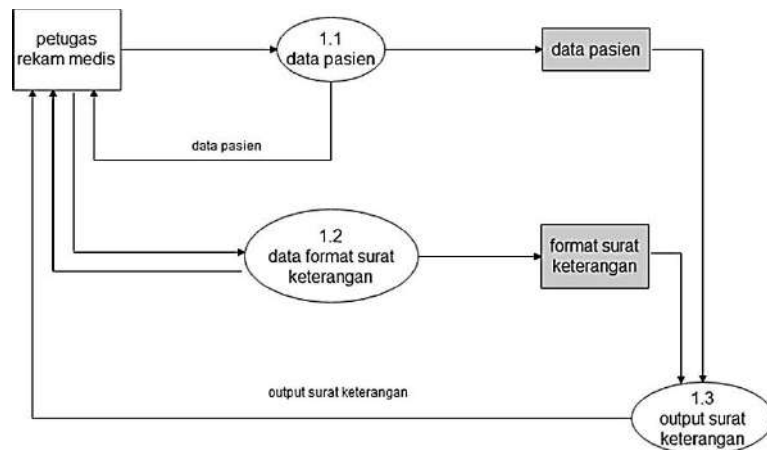 petugas
rekam medis
1.1
data pasien
data pasien
data pasien
1.2
data format surat
keterangan
format surat
keterangan
output surat keterangan
1.3
output surat
keterangan